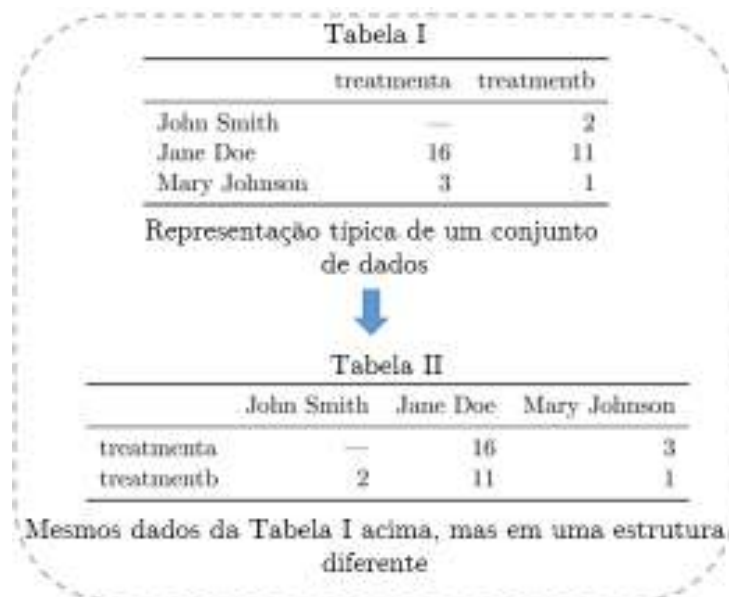 Tabela I
treatmenta treatmentb
John Smith — 2
Jane Doe 16 11
Mary Johnson 3 1
Representação típica de um conjunto
de dados
Tabela II
John Smith Jane Doe Mary Johnson
treatmenta — 16 3
treatmentb 2 11 1
Mesmos dados da Tabela I acima, mas em uma estrutura
diferente